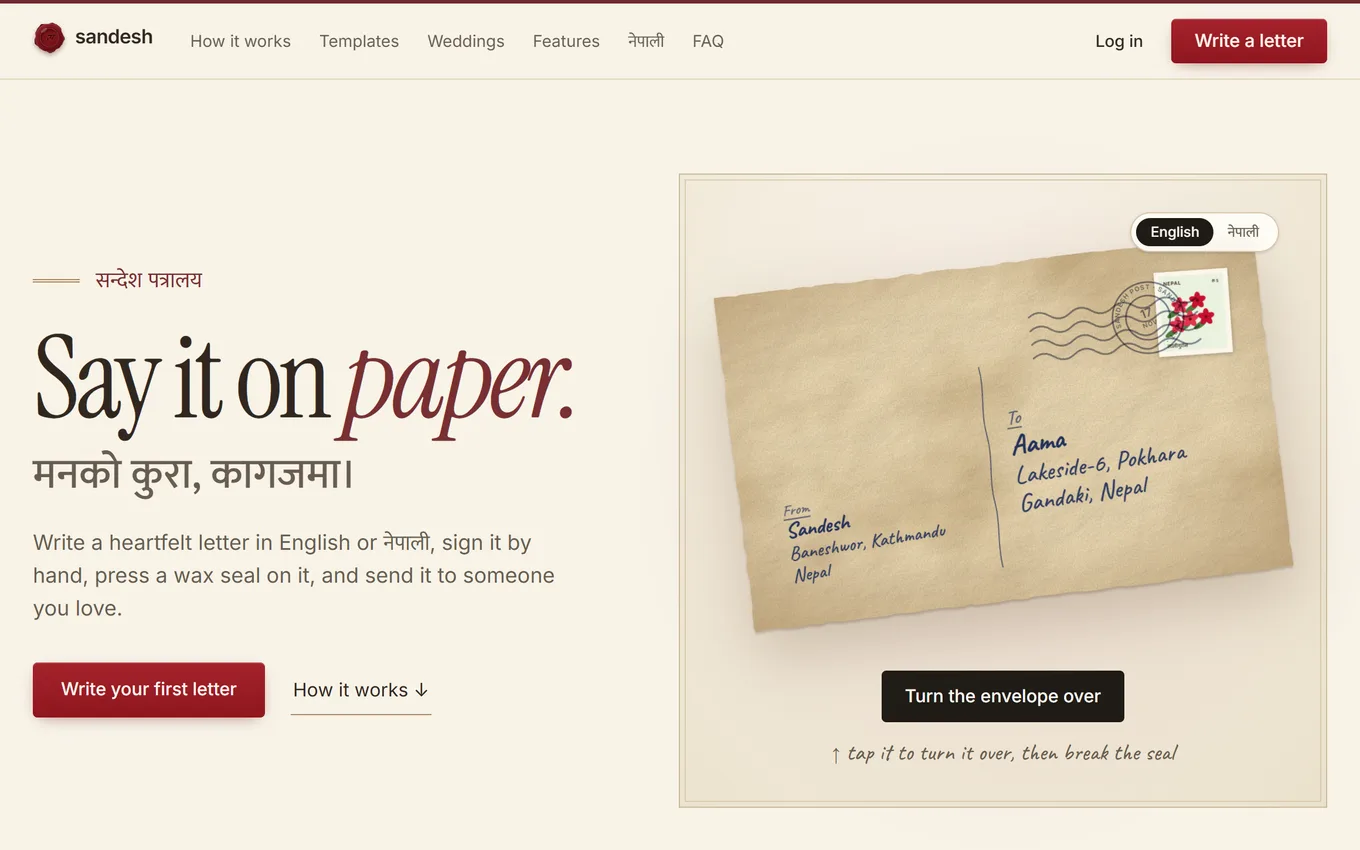 sandesh
How it works
Templates
Weddings
Features
नेपाली
FAQ
Log in
Write a letter
सन्देश पत्रालय
Say it on paper.
मनको कुरा, कागजमा।
Write a heartfelt letter in English or नेपाली, sign it by
hand, press a wax seal on it, and send it to someone
you love.
Write your first letter
How it works ↓
English
नेपाली
NEPAL
SANDESH POST
17
NOV
To
Aama
Lakeside-6, Pokhara
Gandaki, Nepal
From
Sandesh
Baneshwor, Kathmandu
Nepal
Turn the envelope over
↑ tap it to turn it over, then break the seal